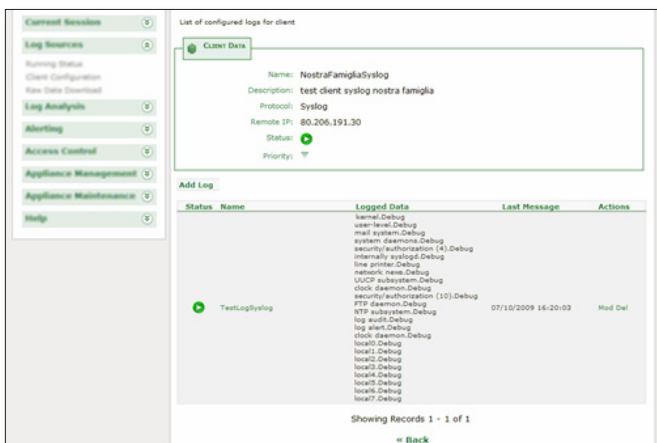 Current Session
Log Sources
Running Status
Client Configuration
Raw Data Download
Log Analysis
Alerting
Access Control
Appliance Management
Appliance Maintenance
Help
List of configured logs for client
CLIENT DATA
Name: NostraFamigliaSyslog
Description: test client syslog nostra famiglia
Protocol: Syslog
Remote IP: 80.206.191.30
Status:
Priority:
Add Log
Status Name Logged Data Last Message Actions
kernel.Debug
user-level.Debug
mail system.Debug
system daemons.Debug
security/authorization (4).Debug
internally syslogd.Debug
line printer.Debug
network news.Debug
UUCP subsystem.Debug
clock daemon.Debug
security/authorization (10).Debug
FTP daemon.Debug
TestLogSyslog NTP subsystem.Debug 07/10/2009 16:20:03 Mod Del
log audit.Debug
log alert.Debug
clock daemon.Debug
local0.Debug
local1.Debug
local2.Debug
local3.Debug
local4.Debug
local5.Debug
local6.Debug
local7.Debug
Showing Records 1 - 1 of 1
« Back